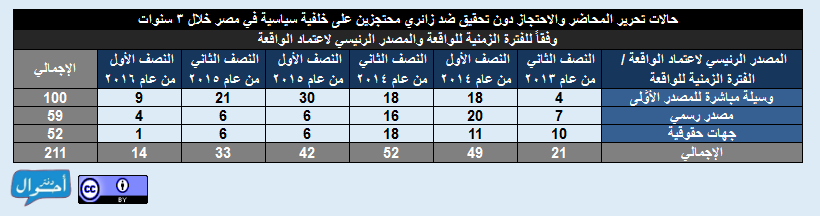 حالات تحرير المحاضر والاحتجاز دون تحقيق ضد زائري محتجزين على خلفية سياسية في مصر خلال ٣ سنوات
وفقاً للفترة الزمنية للواقعة والمصدر الرئيسي لاعتماد الواقعة
المصدر الرئيسي لاعتماد الواقعة / الفترة الزمنية للواقعة النصف الثاني من عام ٢٠١٣ النصف الأول من عام ٢٠١٤ النصف الثاني من عام ٢٠١٤ النصف الأول من عام ٢٠١٥ النصف الثاني من عام ٢٠١٥ النصف الأول من عام ٢٠١٦ الإجمالي
وسيلة مباشرة للمصدر الأوّلى 4 18 18 30 21 9 100
مصدر رسمي 7 20 16 6 6 4 59
جهات حقوقية 10 11 18 6 6 1 52
الإجمالي 21 49 52 42 33 14 211
دفتر أحوال
cc BY